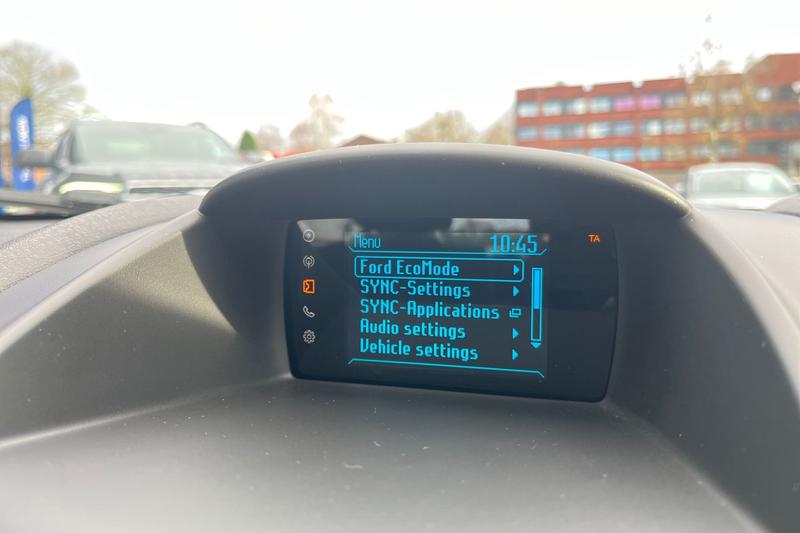 Menu 10:45 TA
Ford EcoMode
SYNC-Settings
SYNC-Applications
Audio settings
Vehicle settings